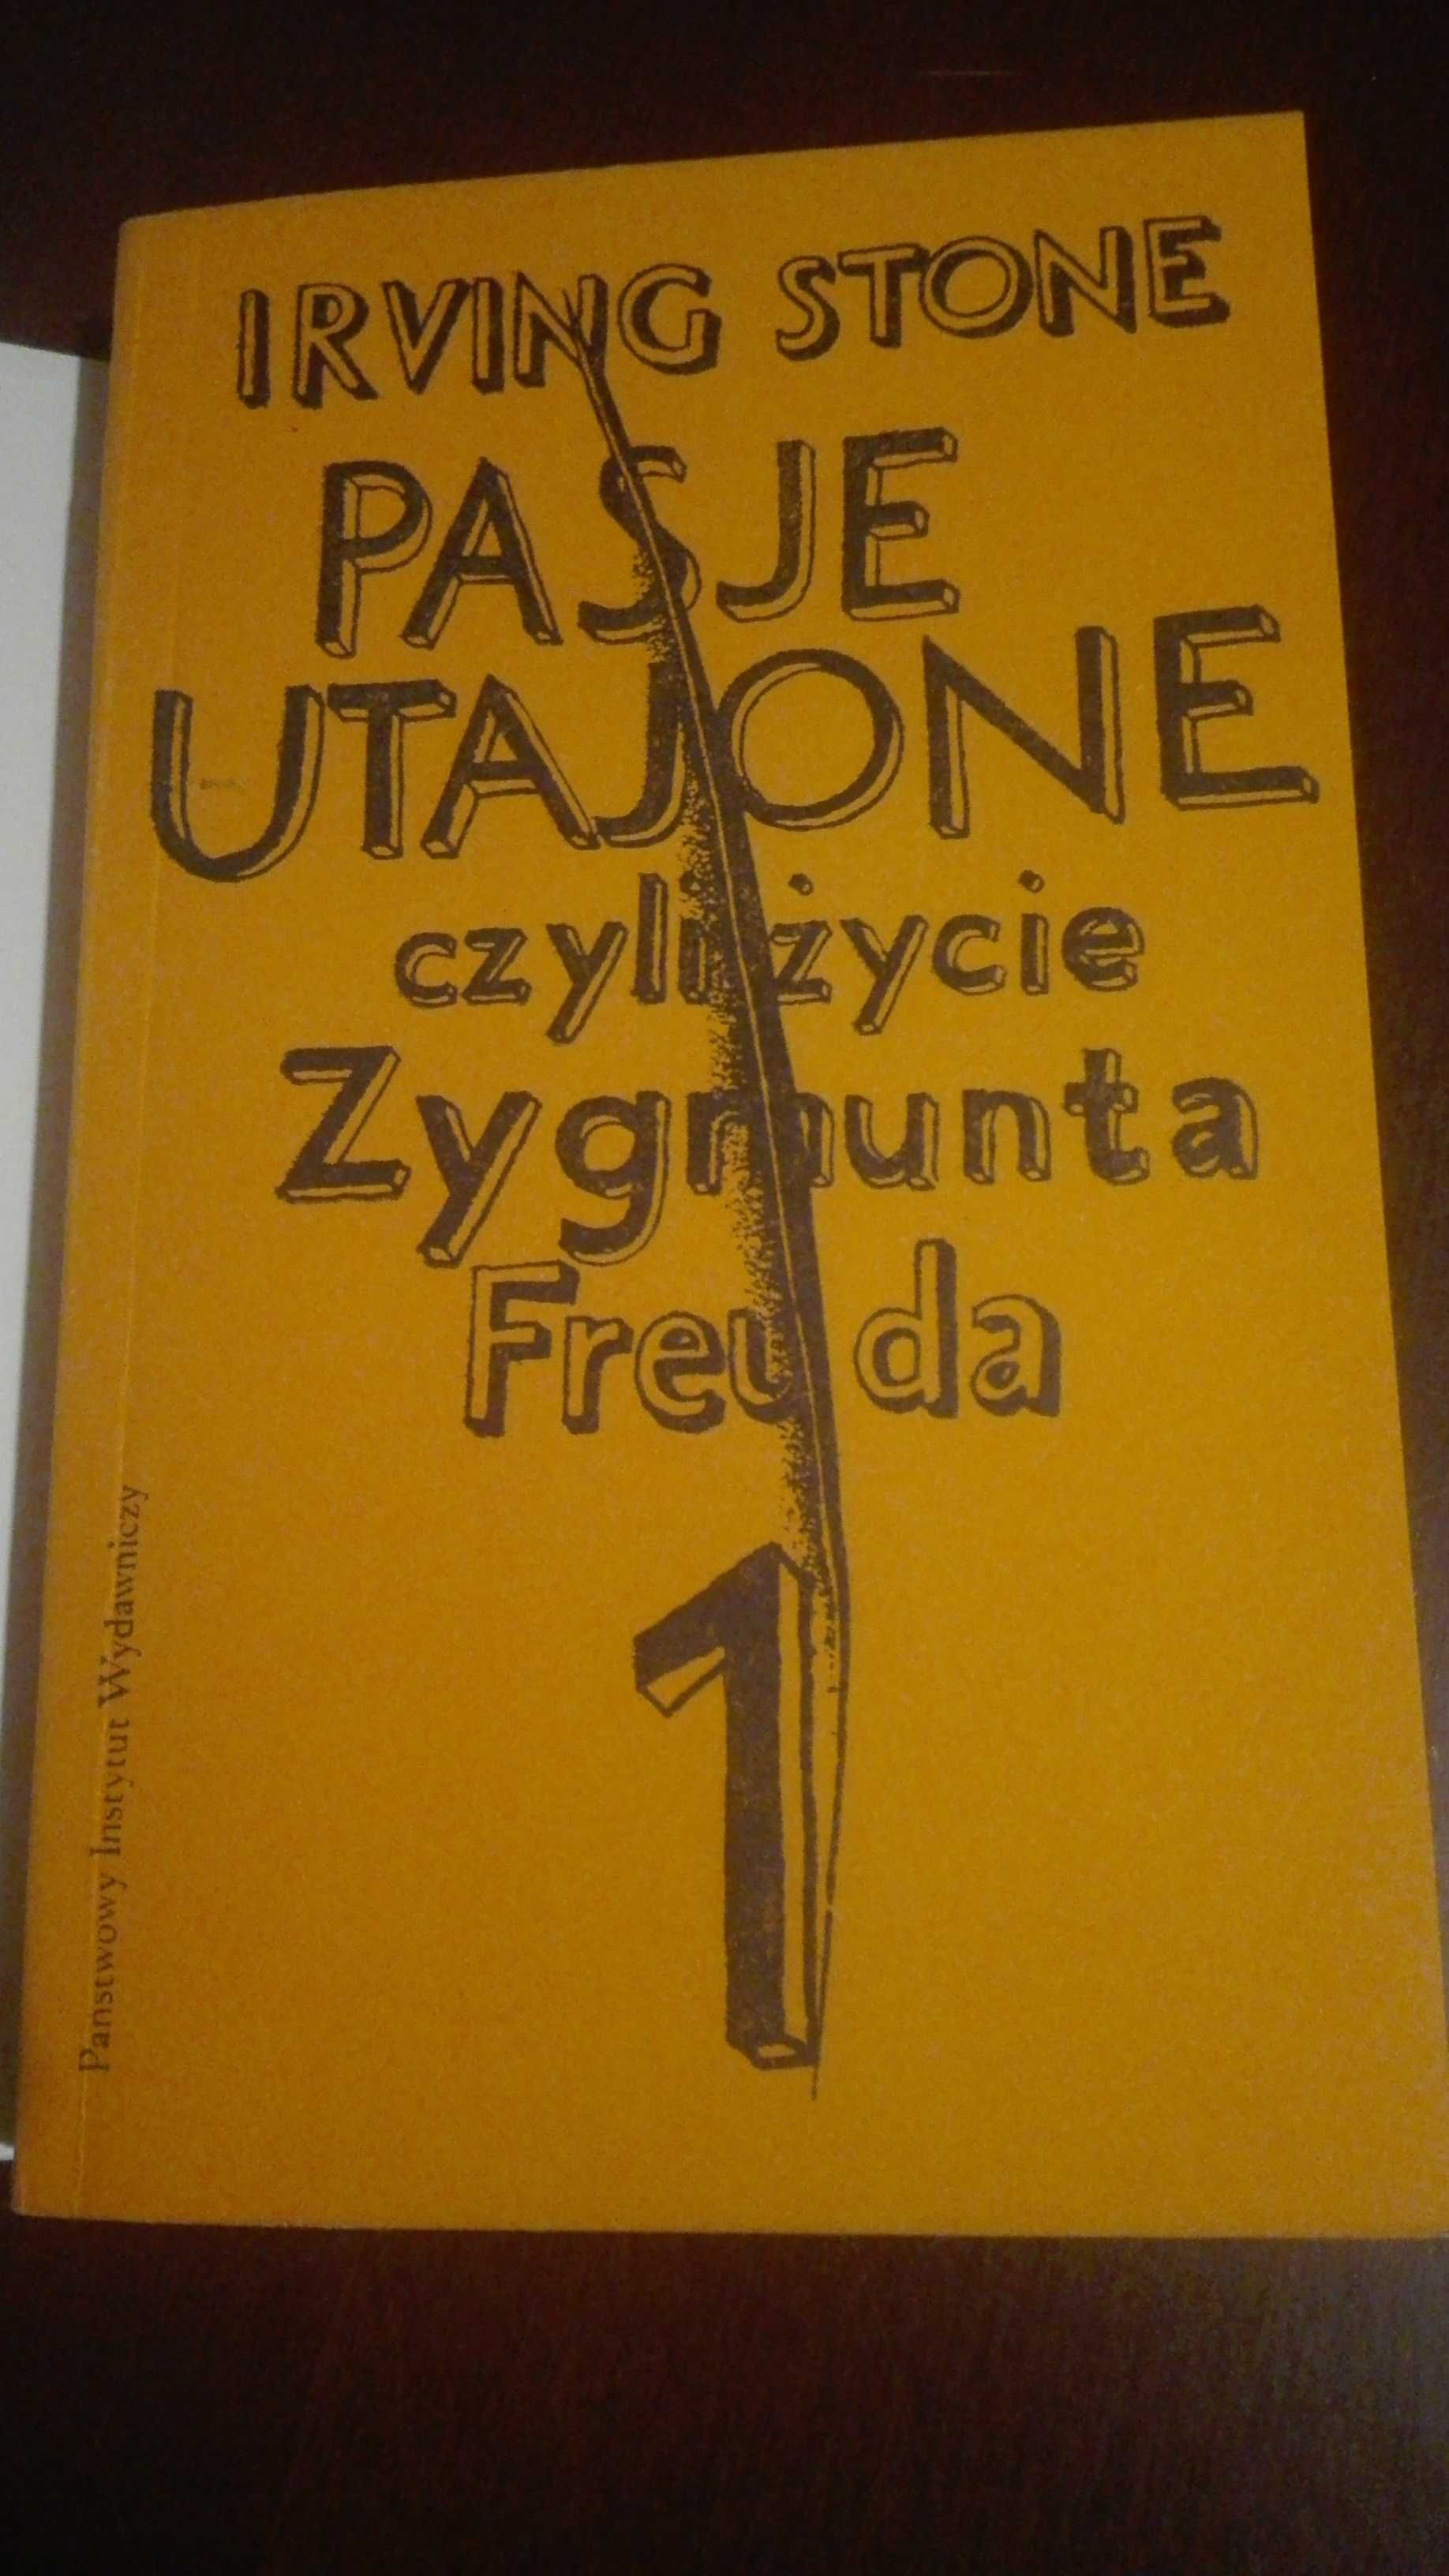 IRVING STONE
PASJE
UTAJONE
czyli życie
Zygmunta
Freuda
1
Państwowy Instytut Wydawniczy